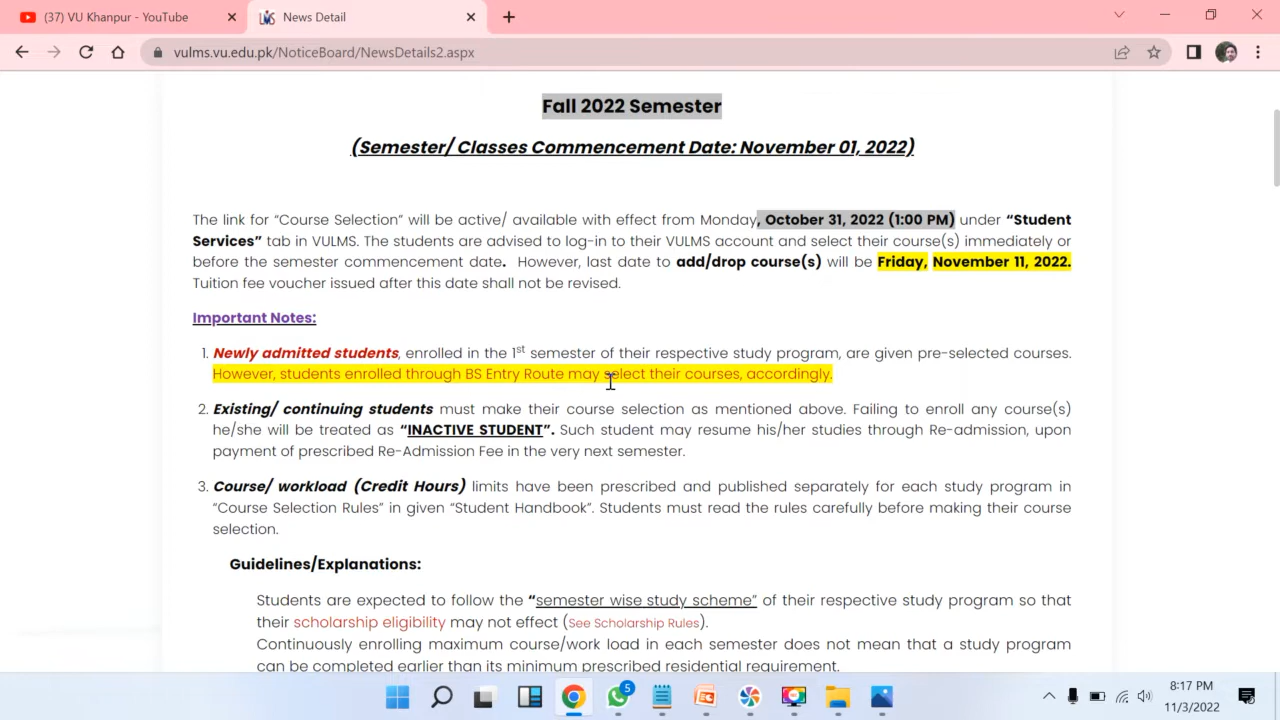 (37) VU Khanpur - YouTube
News Detail
vulms.vu.edu.pk/NoticeBoard/NewsDetails2.aspx
Fall 2022 Semester
(Semester/ Classes Commencement Date: November 01, 2022)
The link for “Course Selection” will be active/ available with effect from Monday, October 31, 2022 (1:00 PM) under “Student
Services” tab in VULMS. The students are advised to log-in to their VULMS account and select their course(s) immediately or
before the semester commencement date. However, last date to add/drop course(s) will be Friday, November 11, 2022.
Tuition fee voucher issued after this date shall not be revised.
Important Notes:
1. Newly admitted students, enrolled in the 1st semester of their respective study program, are given pre-selected courses.
However, students enrolled through BS Entry Route may select their courses, accordingly.
2. Existing/ continuing students must make their course selection as mentioned above. Failing to enroll any course(s)
he/she will be treated as “INACTIVE STUDENT”. Such student may resume his/her studies through Re-admission, upon
payment of prescribed Re-Admission Fee in the very next semester.
3. Course/ workload (Credit Hours) limits have been prescribed and published separately for each study program in
“Course Selection Rules” in given “Student Handbook”. Students must read the rules carefully before making their course
selection.
Guidelines/Explanations:
Students are expected to follow the “semester wise study scheme” of their respective study program so that
their scholarship eligibility may not effect (See Scholarship Rules).
Continuously enrolling maximum course/work load in each semester does not mean that a study program
can be completed earlier than its minimum prescribed residential requirement.
5
8:17 PM
11/3/2022